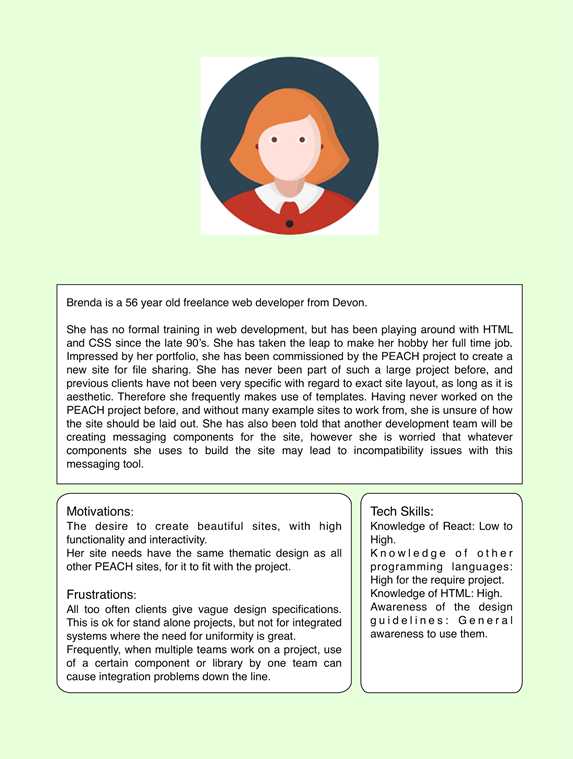 Brenda is a 56 year old freelance web developer from Devon.
She has no formal training in web development, but has been playing around with HTML
and CSS since the late 90's. She has taken the leap to make her hobby her full time job.
Impressed by her portfolio, she has been commissioned by the PEACH project to create a
new site for file sharing. She has never been part of such a large project before, and
previous clients have not been very specific with regard to exact site layout, as long as it is
aesthetic. Therefore she frequently makes use of templates. Having never worked on the
PEACH project before, and without many example sites to work from, she is unsure of how
the site should be laid out. She has also been told that another development team will be
creating messaging components for the site, however she is worried that whatever
components she uses to build the site may lead to incompatibility issues with this
messaging tool.
Motivations:
The desire to create beautiful sites, with high
functionality and interactivity.
Her site needs have the same thematic design as all
other PEACH sites, for it to fit with the project.
Frustrations:
All too often clients give vague design specifications.
This is ok for stand alone projects, but not for integrated
systems where the need for uniformity is great.
Frequently, when multiple teams work on a project, use
of a certain component or library by one team can
cause integration problems down the line.
Tech Skills:
Knowledge of React: Low to
High.
Knowledge of other
programming languages:
High for the require project.
Knowledge of HTML: High.
Awareness of the design
guidelines: General
awareness to use them.